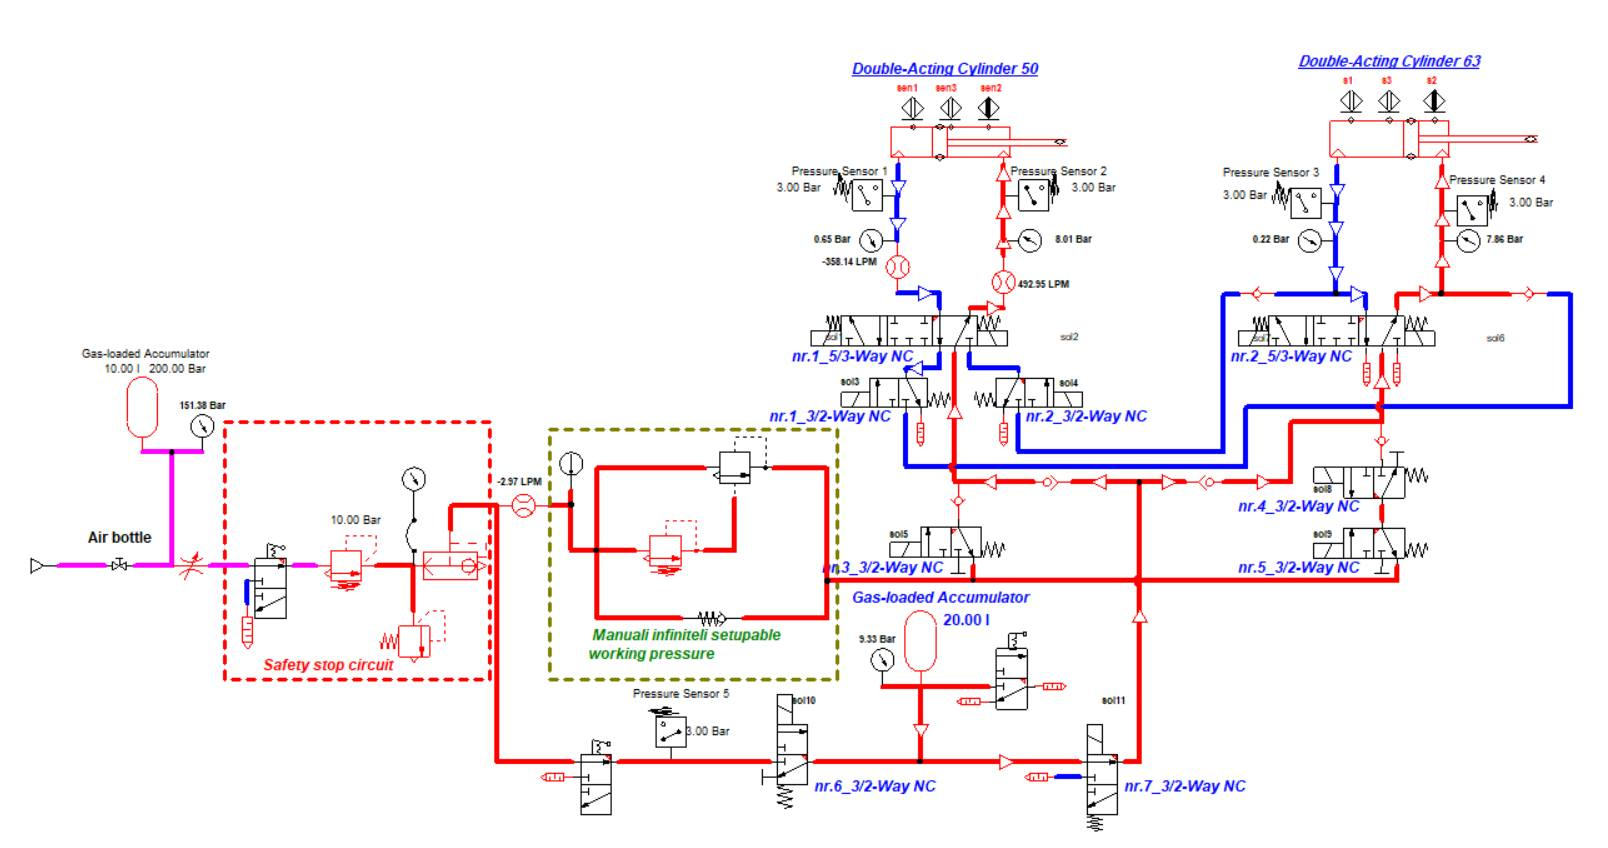 Double-Acting Cylinder 50
Double-Acting Cylinder 63
sen1 sen3 sen2
s1 s3 s2
Pressure Sensor 1
3.00 Bar
Pressure Sensor 2
3.00 Bar
Pressure Sensor 3
3.00 Bar
Pressure Sensor 4
3.00 Bar
0.65 Bar
8.01 Bar
0.22 Bar
7.86 Bar
-358.14 LPM
492.95 LPM
sol2
sol7
sol6
nr.1_5/3-Way NC
nr.2_5/3-Way NC
Gas-loaded Accumulator
10.00 l 200.00 Bar
151.38 Bar
sol3
sol4
nr.1_3/2-Way NC
nr.2_3/2-Way NC
-2.97 LPM
sol8
nr.4_3/2-Way NC
10.00 Bar
Air bottle
sol5
sol9
nr.3_3/2-Way NC
nr.5_3/2-Way NC
Gas-loaded Accumulator
20.00 l
9.33 Bar
Manuali infiniteli setupable
working pressure
Safety stop circuit
Pressure Sensor 5
3.00 Bar
sol10
sol11
nr.6_3/2-Way NC
nr.7_3/2-Way NC